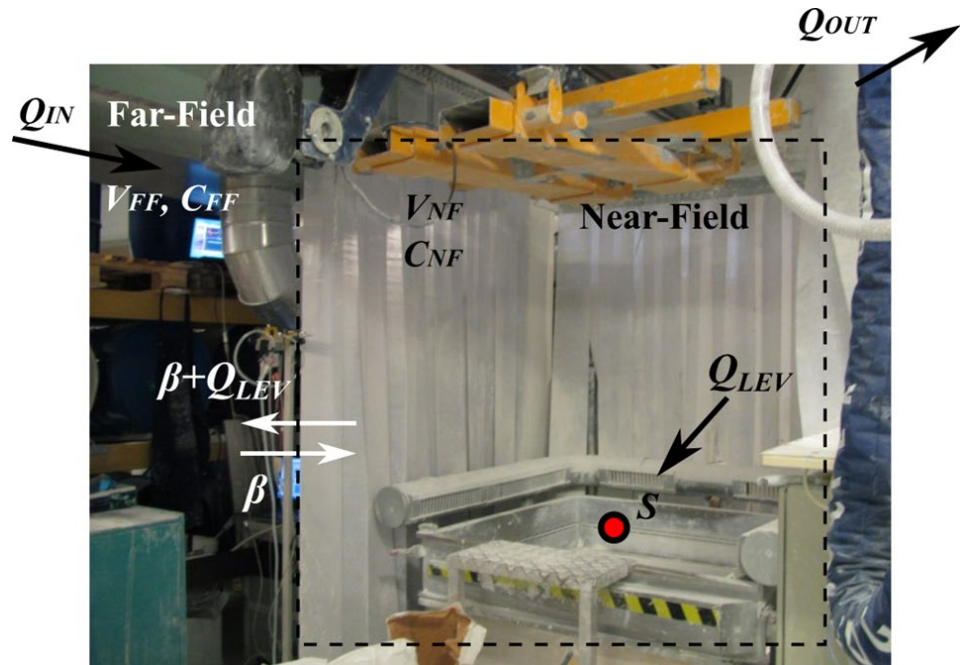 QOUT
QIN
Far-Field
VFF, CFF
VNF
Near-Field
CNF
QLEV
β+QLEV
β
S